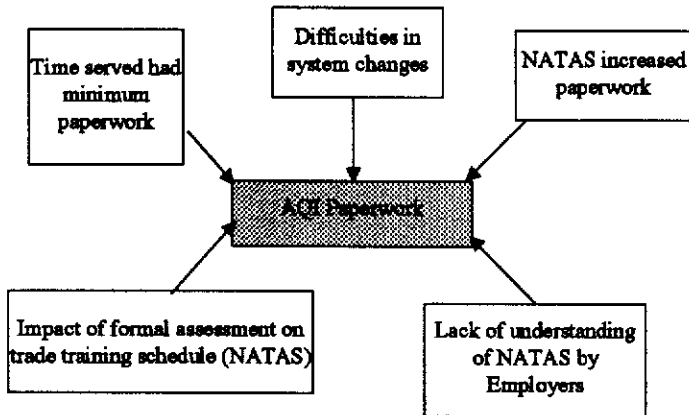 Difficulties in
system changes
Time served had
minimum
paperwork
NATAS increased
paperwork
AQI Paperwork
Impact of formal assessment on
trade training schedule (NATAS)
Lack of understanding
of NATAS by
Employers